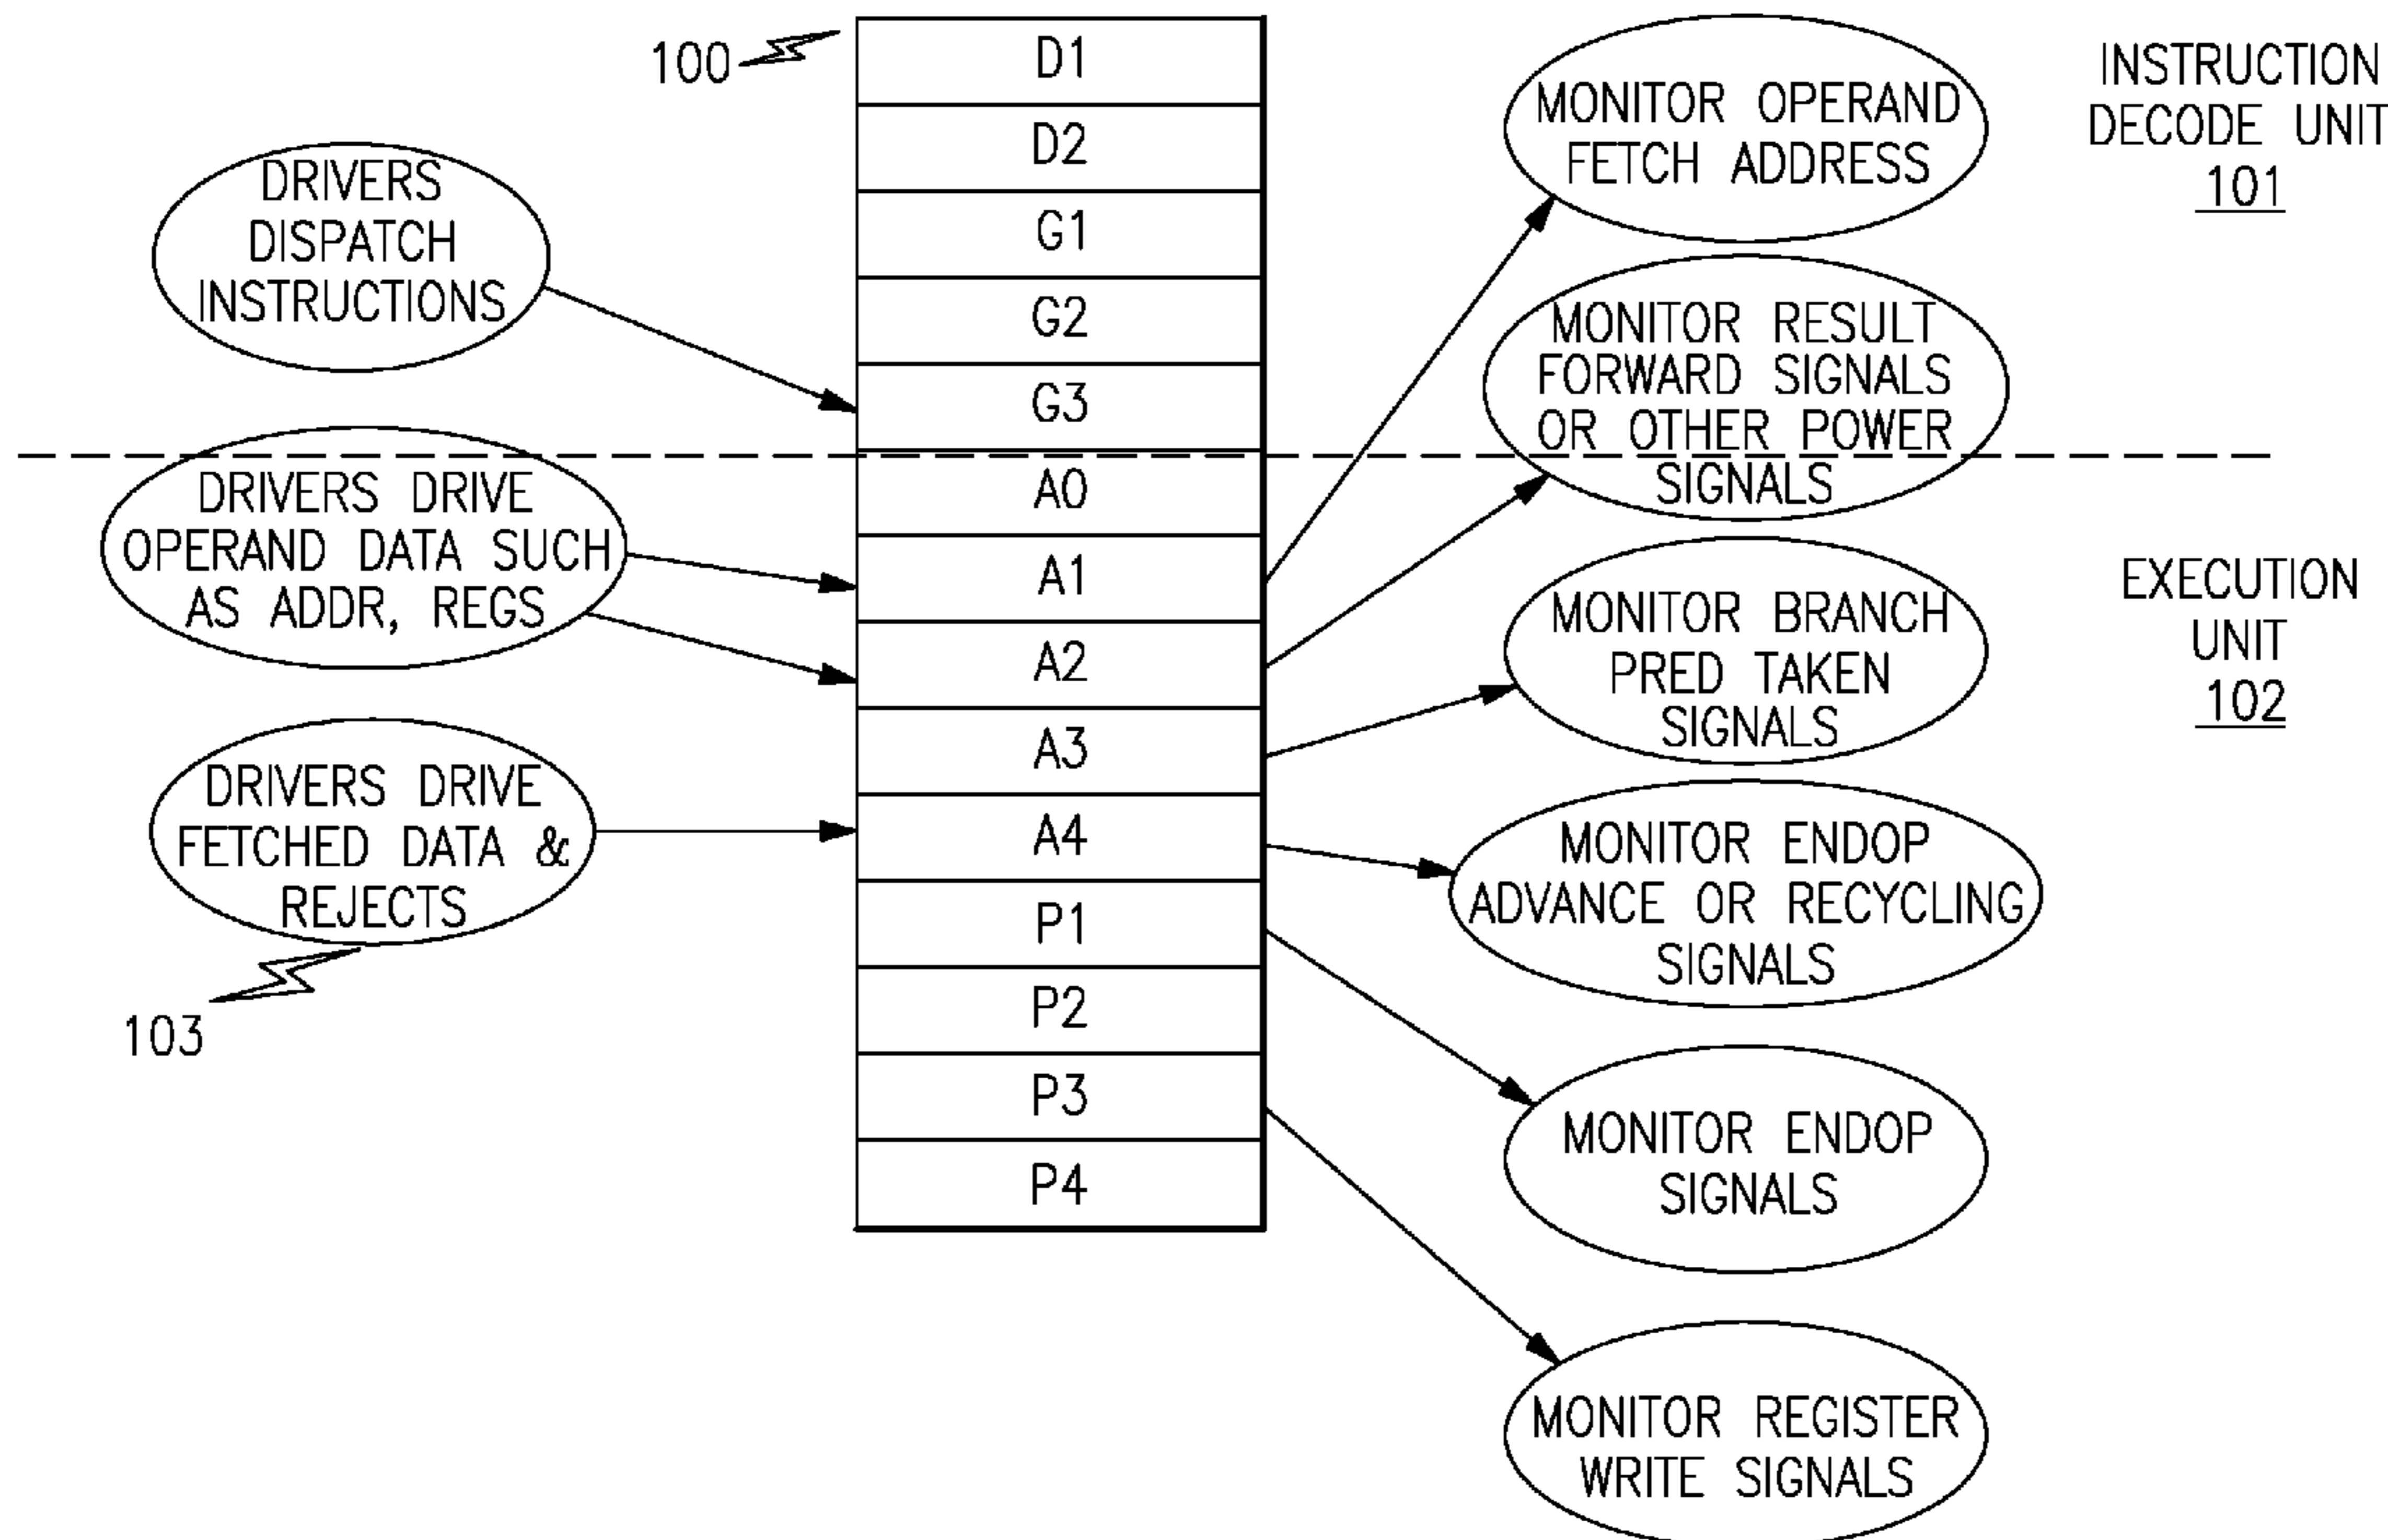 100
D1
D2
G1
G2
G3
A0
A1
A2
A3
A4
P1
P2
P3
P4
DRIVERS
DISPATCH
INSTRUCTIONS
DRIVERS DRIVE
OPERAND DATA SUCH
AS ADDR, REGS
DRIVERS DRIVE
FETCHED DATA &
REJECTS
103
MONITOR OPERAND
FETCH ADDRESS
MONITOR RESULT
FORWARD SIGNALS
OR OTHER POWER
SIGNALS
MONITOR BRANCH
PRED TAKEN
SIGNALS
MONITOR ENDOP
ADVANCE OR RECYCLING
SIGNALS
MONITOR ENDOP
SIGNALS
MONITOR REGISTER
WRITE SIGNALS
INSTRUCTION
DECODE UNIT
101
EXECUTION
UNIT
102